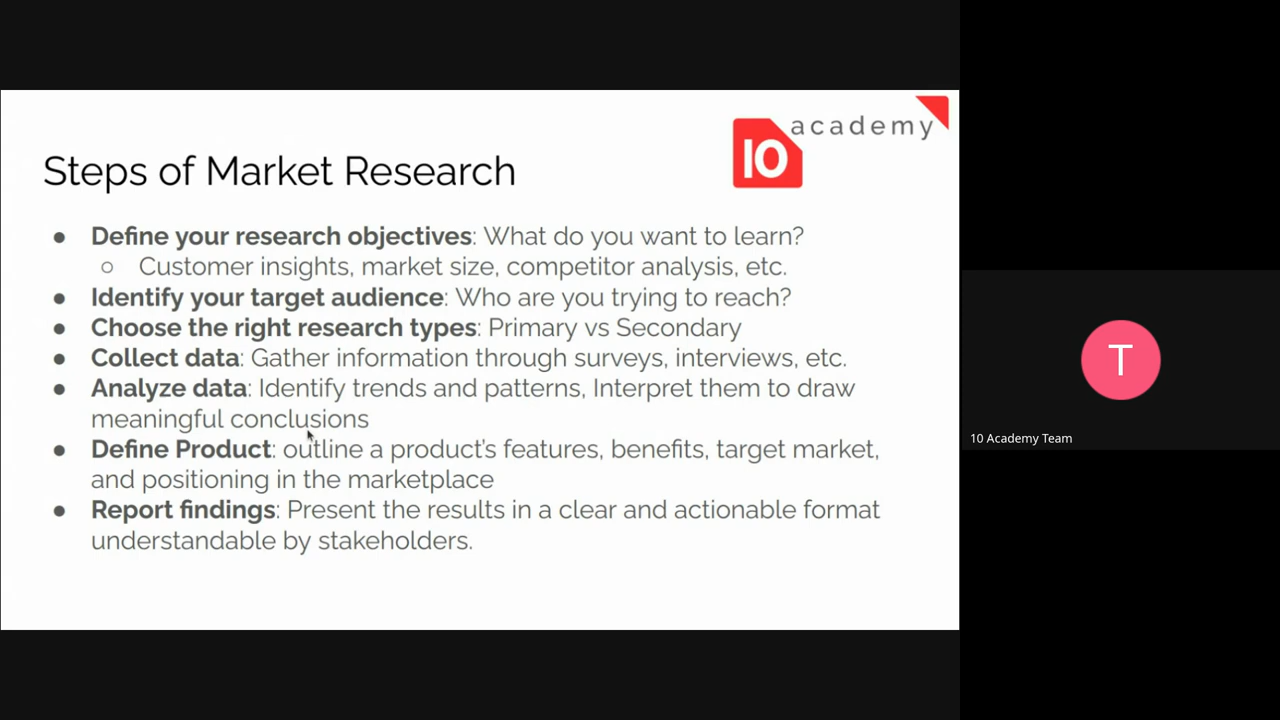 academy
10
Steps of Market Research
● Define your research objectives: What do you want to learn?
○ Customer insights, market size, competitor analysis, etc.
● Identify your target audience: Who are you trying to reach?
● Choose the right research types: Primary vs Secondary
● Collect data: Gather information through surveys, interviews, etc.
● Analyze data: Identify trends and patterns, Interpret them to draw
meaningful conclusions
● Define Product: outline a product's features, benefits, target market,
and positioning in the marketplace
● Report findings: Present the results in a clear and actionable format
understandable by stakeholders.
T
10 Academy Team